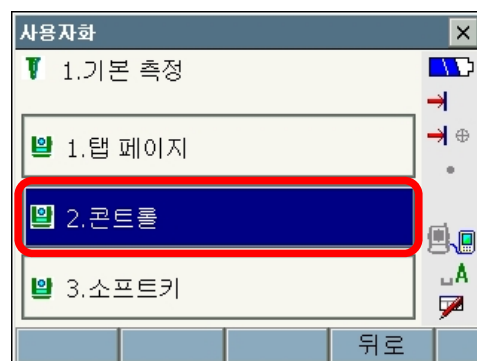 사용자화
1.기본 측정
1.탭 페이지
2.콘트롤
3.소프트키
A
뒤로